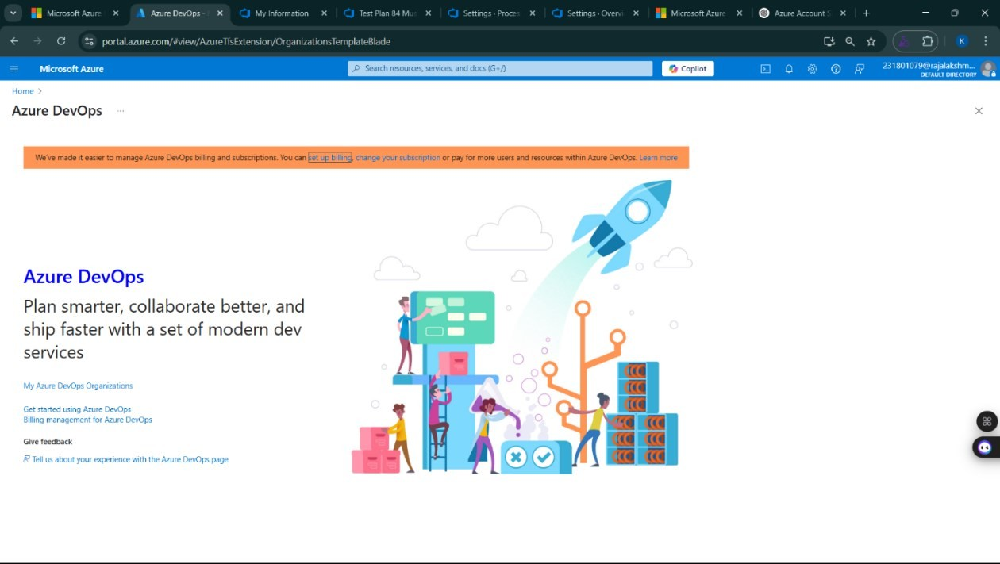 Microsoft Azure
Azure DevOps -
My Information
Test Plan 84 Mus
Settings · Proces
Settings · Overvi
Microsoft Azure
Azure Account S
portal.azure.com/#view/AzureTfsExtension/OrganizationsTemplateBlade
K
Microsoft Azure
Search resources, services, and docs (G+/)
Copilot
231801079@rajalakshm...
DEFAULT DIRECTORY
Home >
Azure DevOps ...
We've made it easier to manage Azure DevOps billing and subscriptions. You can set up billing, change your subscription or pay for more users and resources within Azure DevOps. Learn more
Azure DevOps
Plan smarter, collaborate better, and
ship faster with a set of modern dev
services
My Azure DevOps Organizations
Get started using Azure DevOps
Billing management for Azure DevOps
Give feedback
Tell us about your experience with the Azure DevOps page